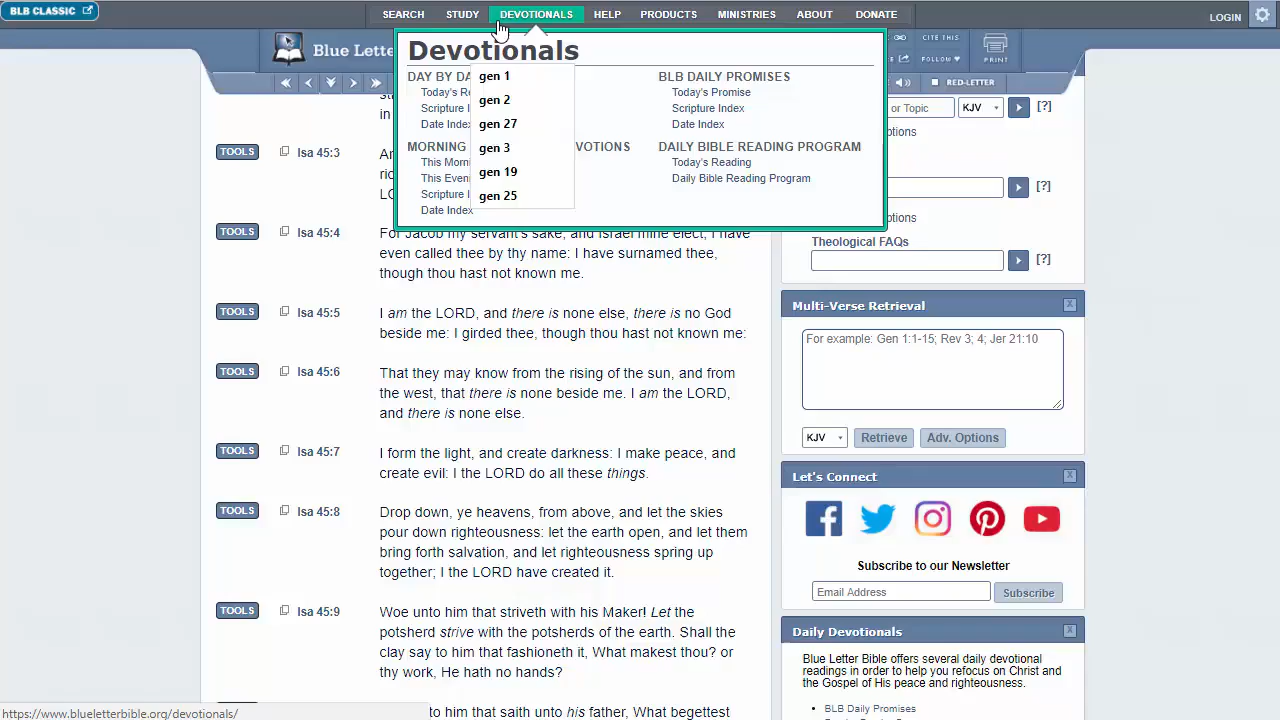 BLB CLASSIC
SEARCH STUDY DEVOTIONALS HELP PRODUCTS MINISTRIES ABOUT DONATE
LOGIN
Blue Letter
CITE THIS
FOLLOW
PRINT
RED-LETTER
Devotionals
DAY BY DA
Today's Re
Scripture I
Date Index
MORNING
VOTIONS
This Morni
This Eveni
Scripture I
Date Index
BLB DAILY PROMISES
Today's Promise
Scripture Index
Date Index
DAILY BIBLE READING PROGRAM
Today's Reading
Daily Bible Reading Program
gen 1
gen 2
gen 27
gen 3
gen 19
gen 25
or Topic KJV [?]
ptions
[?]
ptions
Theological FAQs
[?]
in
TOOLS Isa 45:3
TOOLS Isa 45:4 For Jacob my servant's sake, and Israel mine elect, I have
even called thee by thy name: I have surnamed thee,
though thou hast not known me.
TOOLS Isa 45:5 I am the LORD, and there is none else, there is no God
beside me: I girded thee, though thou hast not known me:
TOOLS Isa 45:6 That they may know from the rising of the sun, and from
the west, that there is none beside me. I am the LORD,
and there is none else.
TOOLS Isa 45:7 I form the light, and create darkness: I make peace, and
create evil: I the LORD do all these things.
TOOLS Isa 45:8 Drop down, ye heavens, from above, and let the skies
pour down righteousness: let the earth open, and let them
bring forth salvation, and let righteousness spring up
together; I the LORD have created it.
TOOLS Isa 45:9 Woe unto him that striveth with his Maker! Let the
potsherd strive with the potsherds of the earth. Shall the
clay say to him that fashioneth it, What makest thou? or
thy work, He hath no hands?
to him that saith unto his father, What begettest
Multi-Verse Retrieval X
For example: Gen 1:1-15; Rev 3; 4; Jer 21:10
KJV Retrieve Adv. Options
Let's Connect X
Subscribe to our Newsletter
Email Address Subscribe
Daily Devotionals X
Blue Letter Bible offers several daily devotional
readings in order to help you refocus on Christ and
the Gospel of His peace and righteousness.
• BLB Daily Promises
https://www.blueletterbible.org/devotionals/